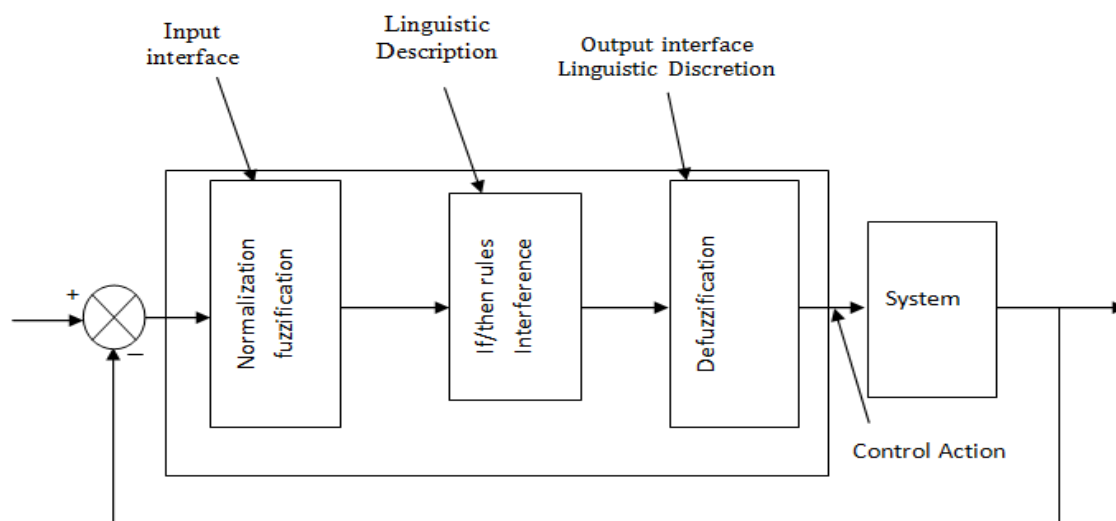 Input
interface
Linguistic
Description
Output interface
Linguistic Discretion
+
−
Normalization
fuzzification
If/then rules
Interference
Defuzzification
System
Control Action